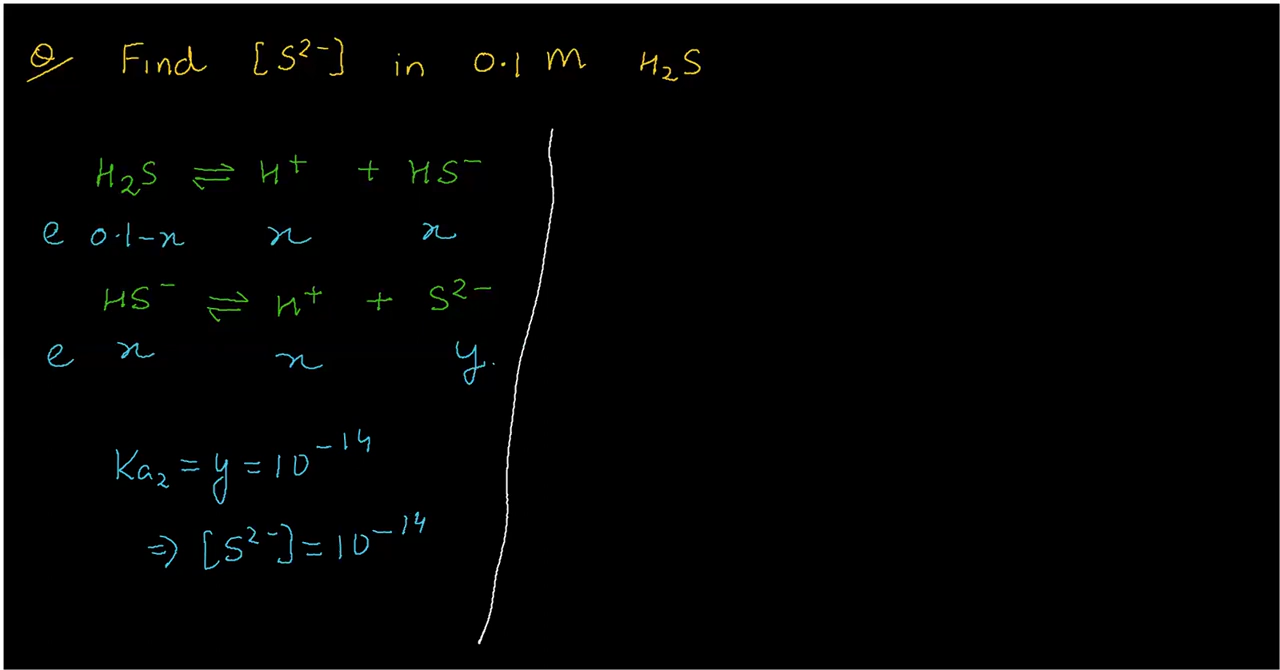 Q Find [S²⁻] in 0.1 M H₂S
H₂S ⇌ H⁺ + HS⁻
e 0.1-x x x
HS⁻ ⇌ H⁺ + S²⁻
e x x y.
Ka₂ = y = 10⁻¹⁴
⇒ [S²⁻] = 10⁻¹⁴